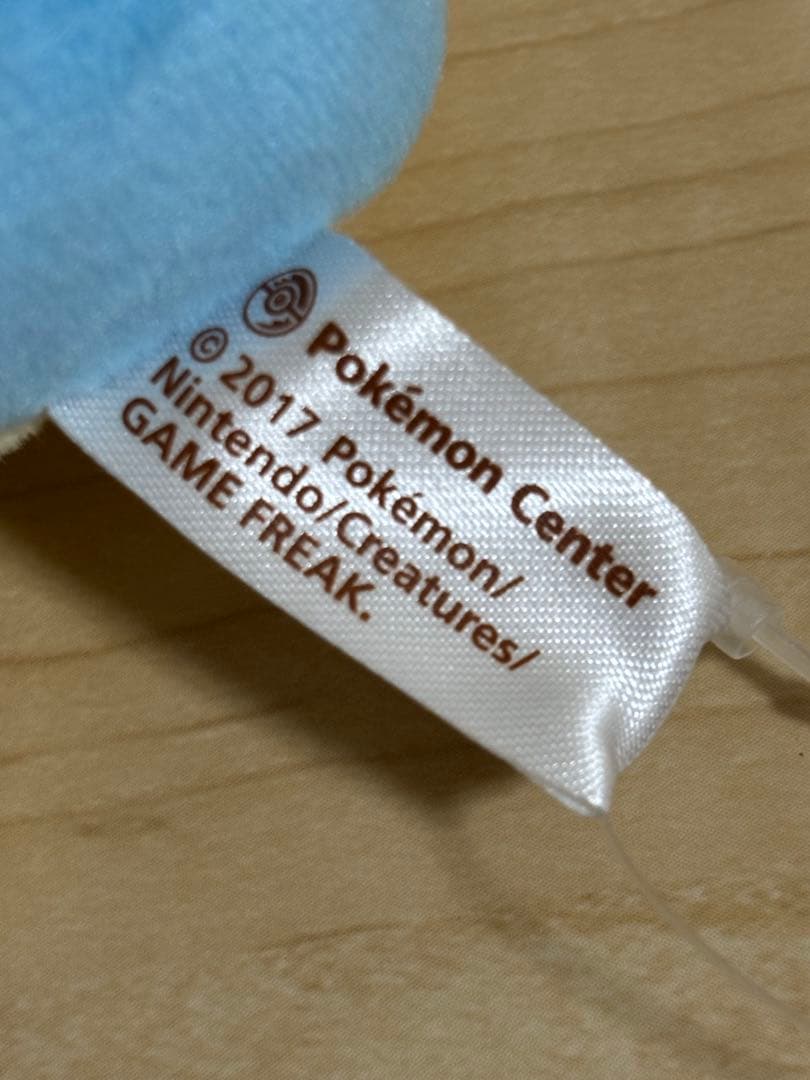 Pokémon Center
© 2017 Pokémon/
Nintendo/Creatures/
GAME FREAK.